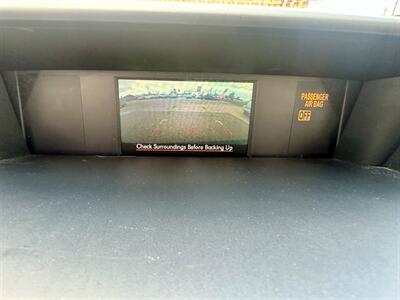 PASSENGER
AIR BAG
OFF
Check Surroundings Before Backing Up